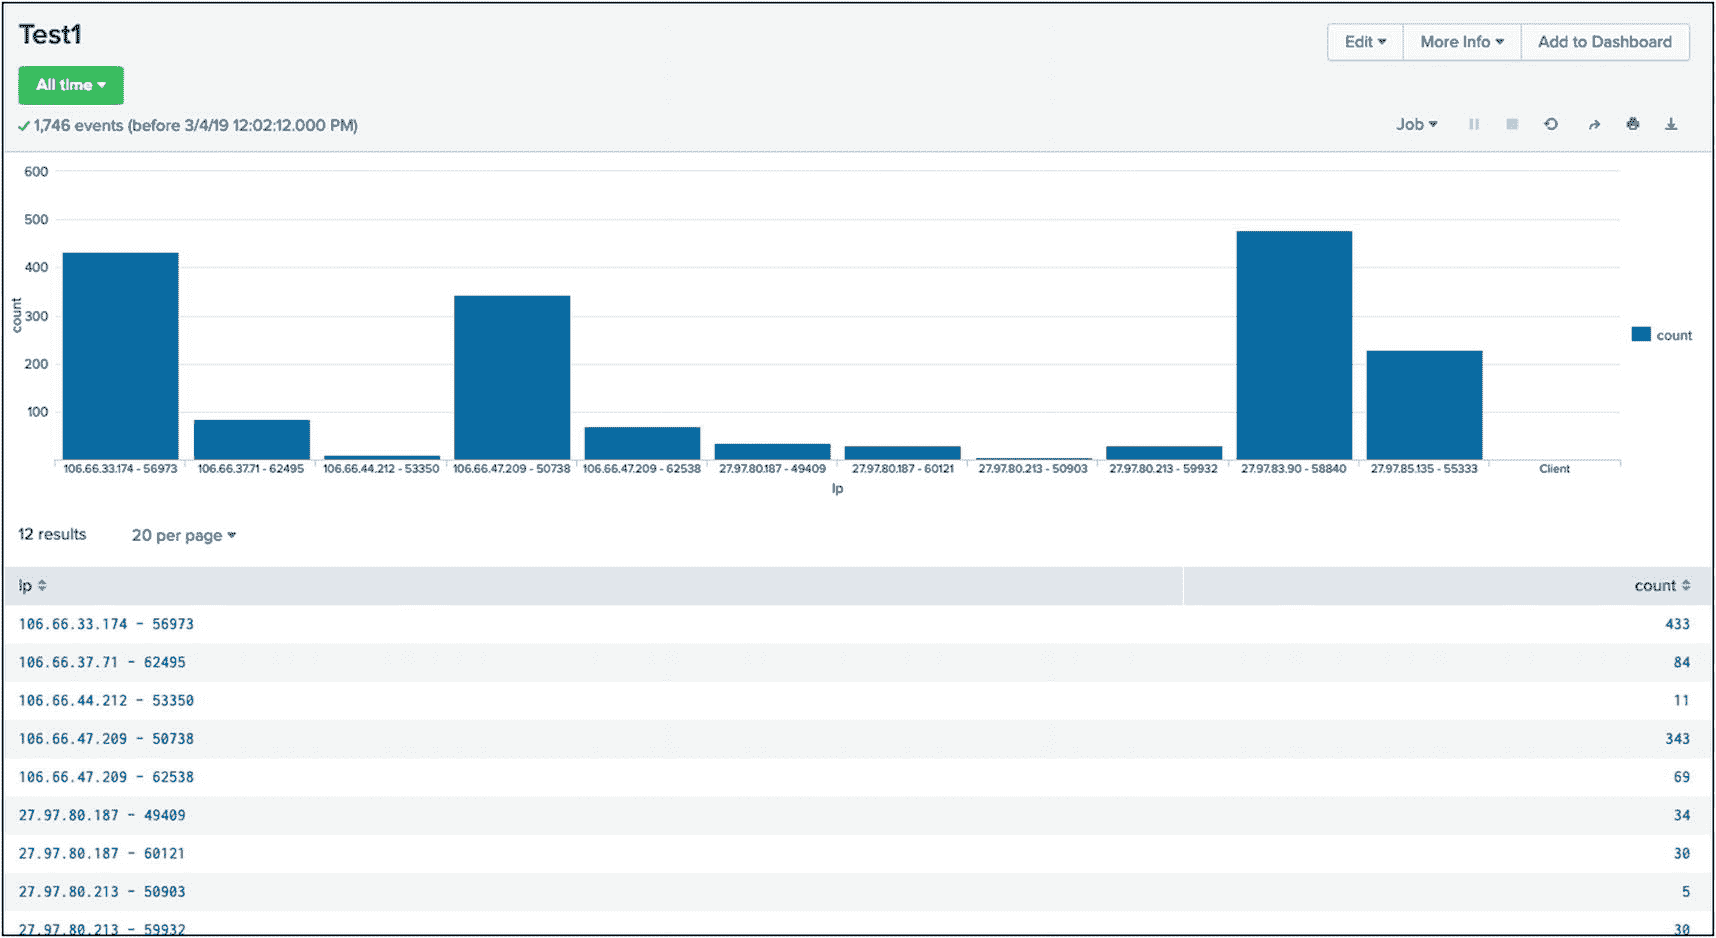 Test1
Edit More Info Add to Dashboard
All time
1,746 events (before 3/4/19 12:02:12.000 PM)
Job
600
500
400
300
200
100
count
count
106.66.33.174 - 56973 106.66.37.71 - 62495 106.66.44.212 - 53350 106.66.47.209 - 50738 106.66.47.209 - 62538 27.97.80.187 - 49409 27.97.80.187 - 60121 27.97.80.213 - 50903 27.97.80.213 - 59932 27.97.83.90 - 58840 27.97.85.135 - 55333 Client
Ip
12 results 20 per page
Ip count
106.66.33.174 - 56973 433
106.66.37.71 - 62495 84
106.66.44.212 - 53350 11
106.66.47.209 - 50738 343
106.66.47.209 - 62538 69
27.97.80.187 - 49409 34
27.97.80.187 - 60121 30
27.97.80.213 - 50903 5
27.97.80.213 - 59932 30